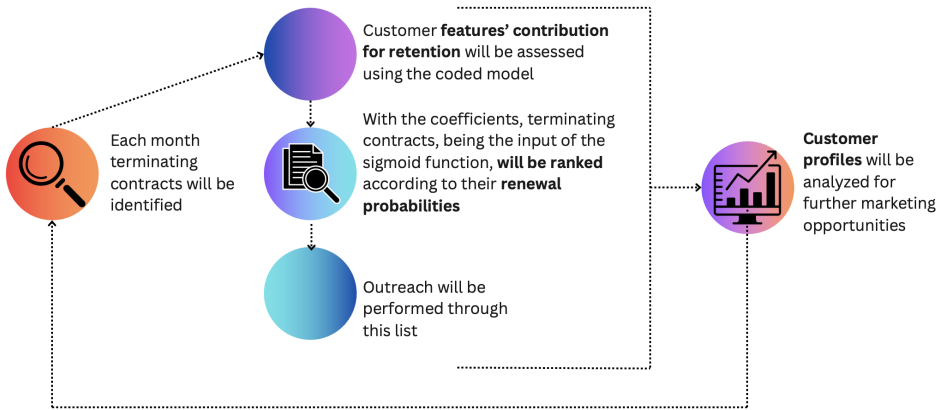 Each month
terminating
contracts will be
identified
Customer features’ contribution
for retention will be assessed
using the coded model
With the coefficients, terminating
contracts, being the input of the
sigmoid function, will be ranked
according to their renewal
probabilities
Outreach will be
performed through
this list
Customer
profiles will be
analyzed for
further marketing
opportunities